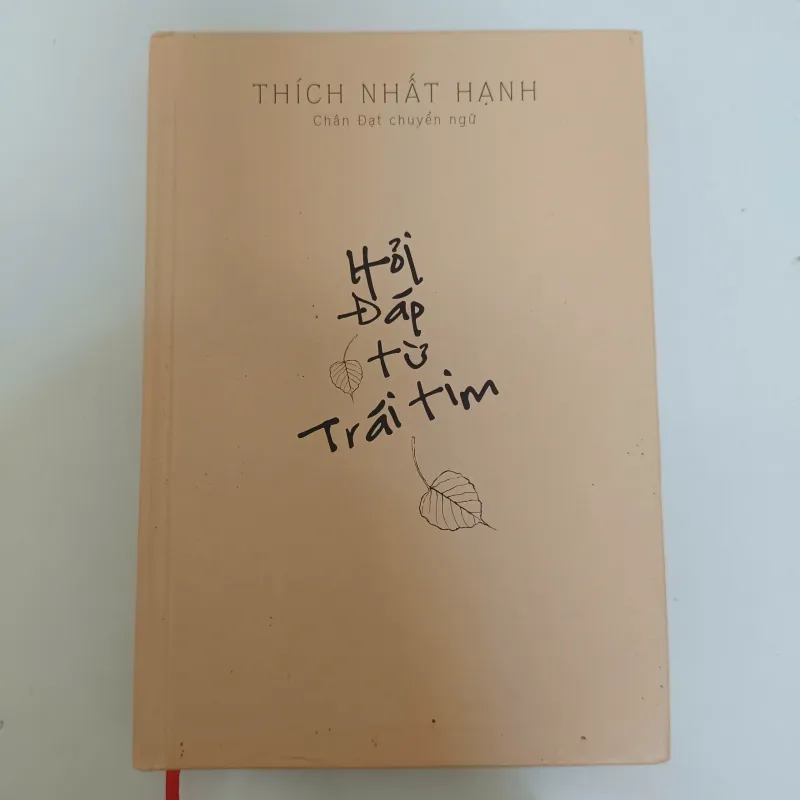 THÍCH NHẤT HẠNH
Chân Đạt chuyển ngữ
Hỏi
Đáp
từ
Trái tim